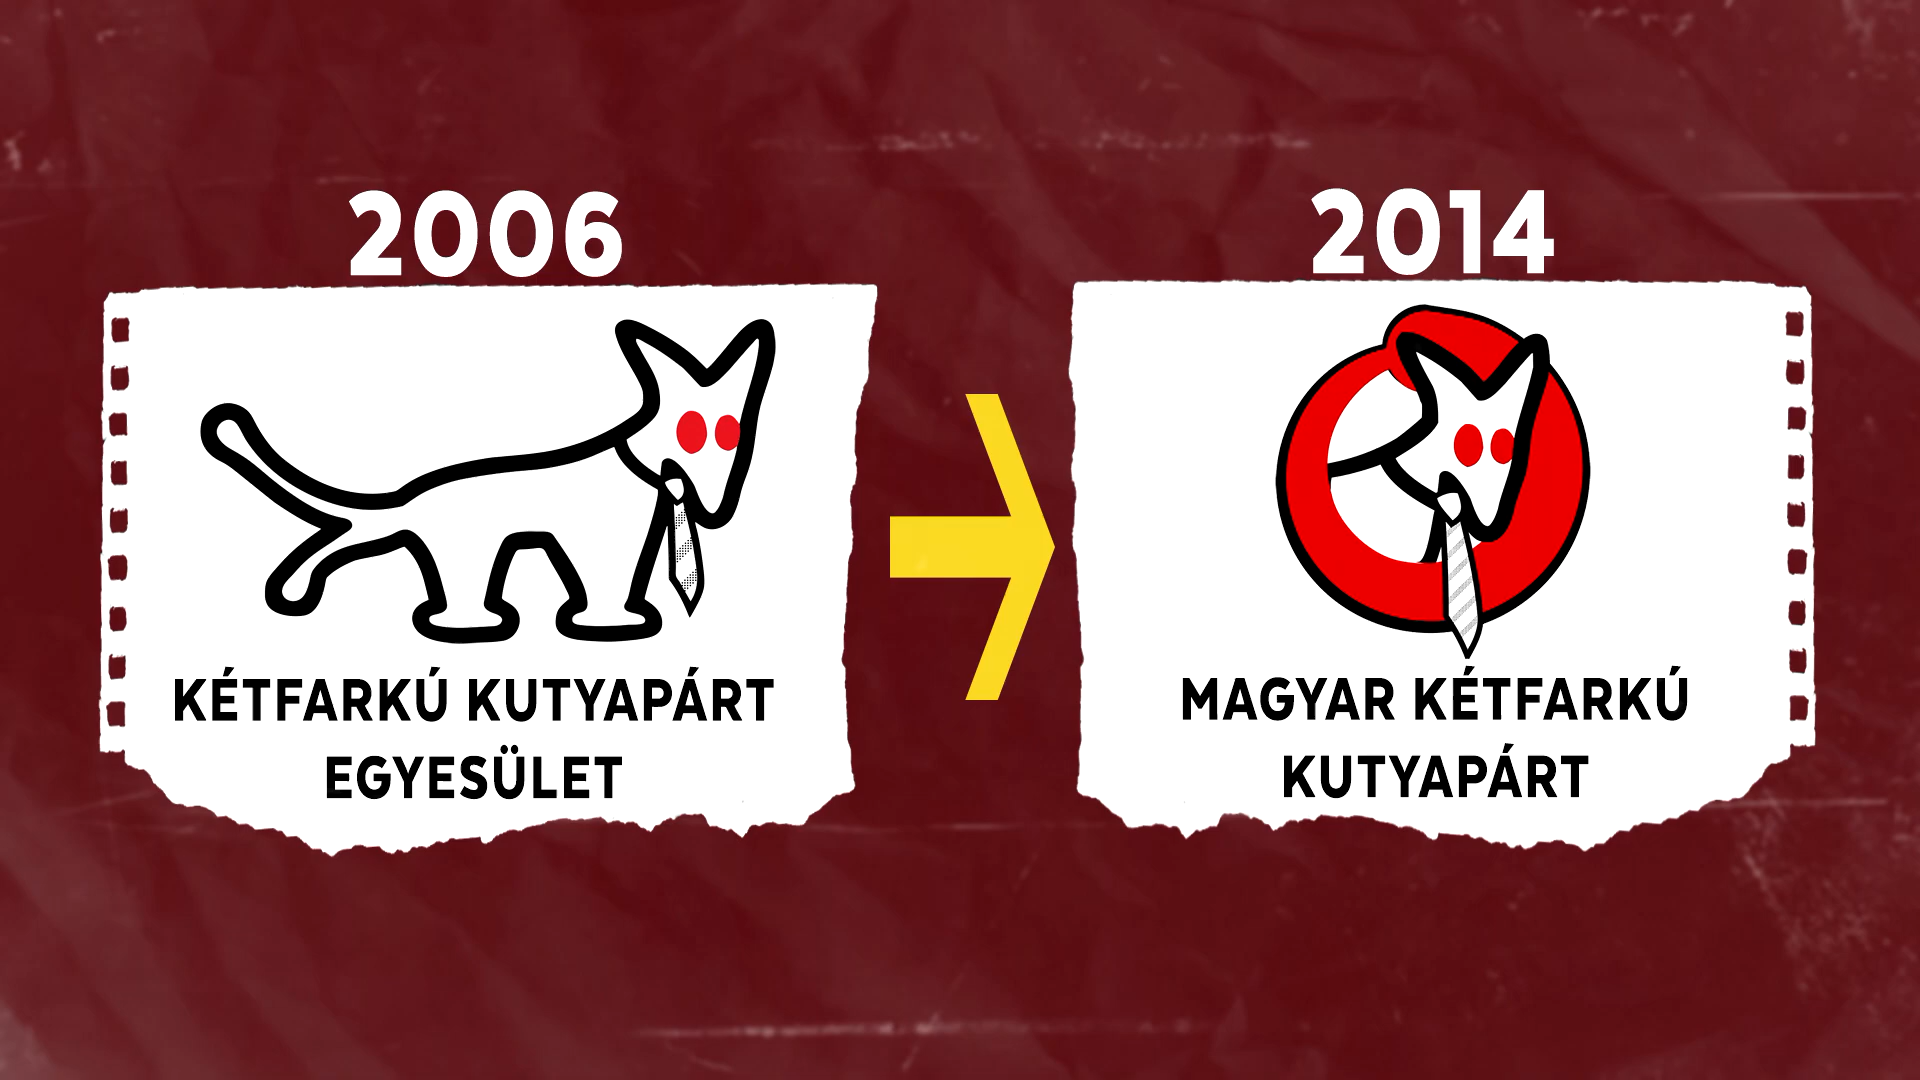 2006
KÉTFARKÚ KUTYAPÁRT
EGYESÜLET
2014
MAGYAR KÉTFARKÚ
KUTYAPÁRT